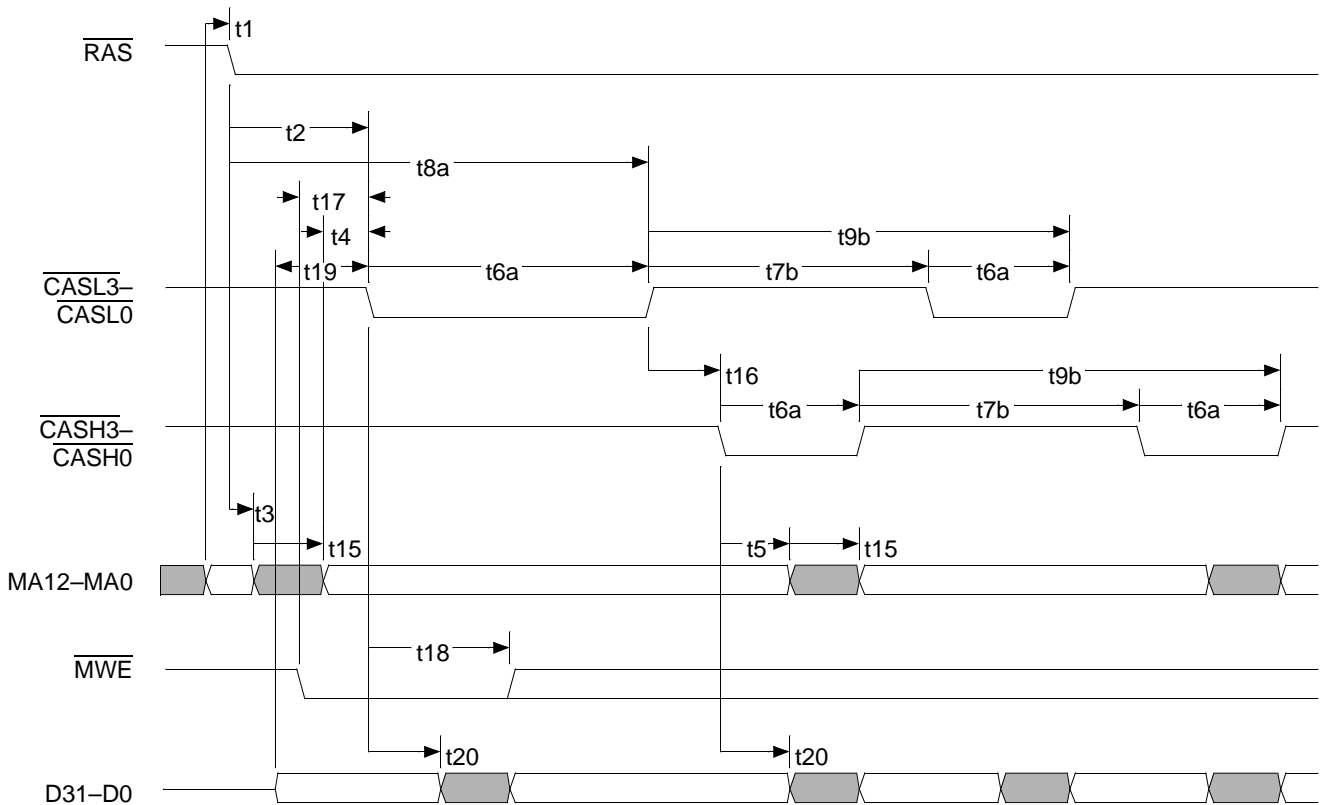 t1
RAS
t2
t8a
t17
t4
t9b
t19
t6a
t7b
t6a
CASL3–
CASL0
t16
t9b
t6a
t7b
t6a
CASH3–
CASH0
t3
t15
t5
t15
MA12–MA0
t18
MWE
t20
t20
D31–D0